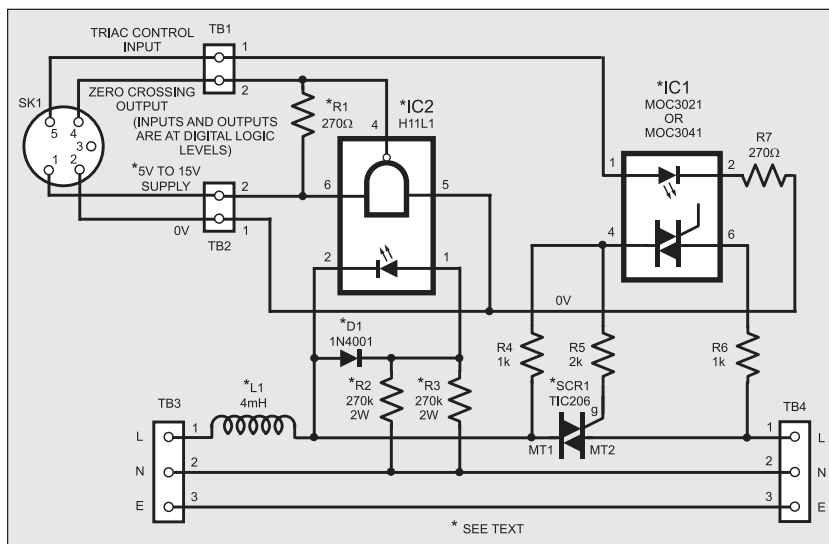 TRIAC CONTROL
INPUT
TB1
1
2
ZERO CROSSING
OUTPUT
(INPUTS AND OUTPUTS
ARE AT DIGITAL LOGIC
LEVELS)
SK1
5
4
3
1
2
*5V TO 15V
SUPPLY
0V
2
1
TB2
*R1
270Ω
*IC2
H11L1
4
6
5
2
1
*IC1
MOC3021
OR
MOC3041
1
2
4
6
R7
270Ω
0V
*D1
1N4001
*R2
270k
2W
*R3
270k
2W
R4
1k
R5
2k
R6
1k
*SCR1
TIC206
g
MT1
MT2
*L1
4mH
TB3
L
1
N
2
E
3
TB4
1
L
2
N
3
E
* SEE TEXT